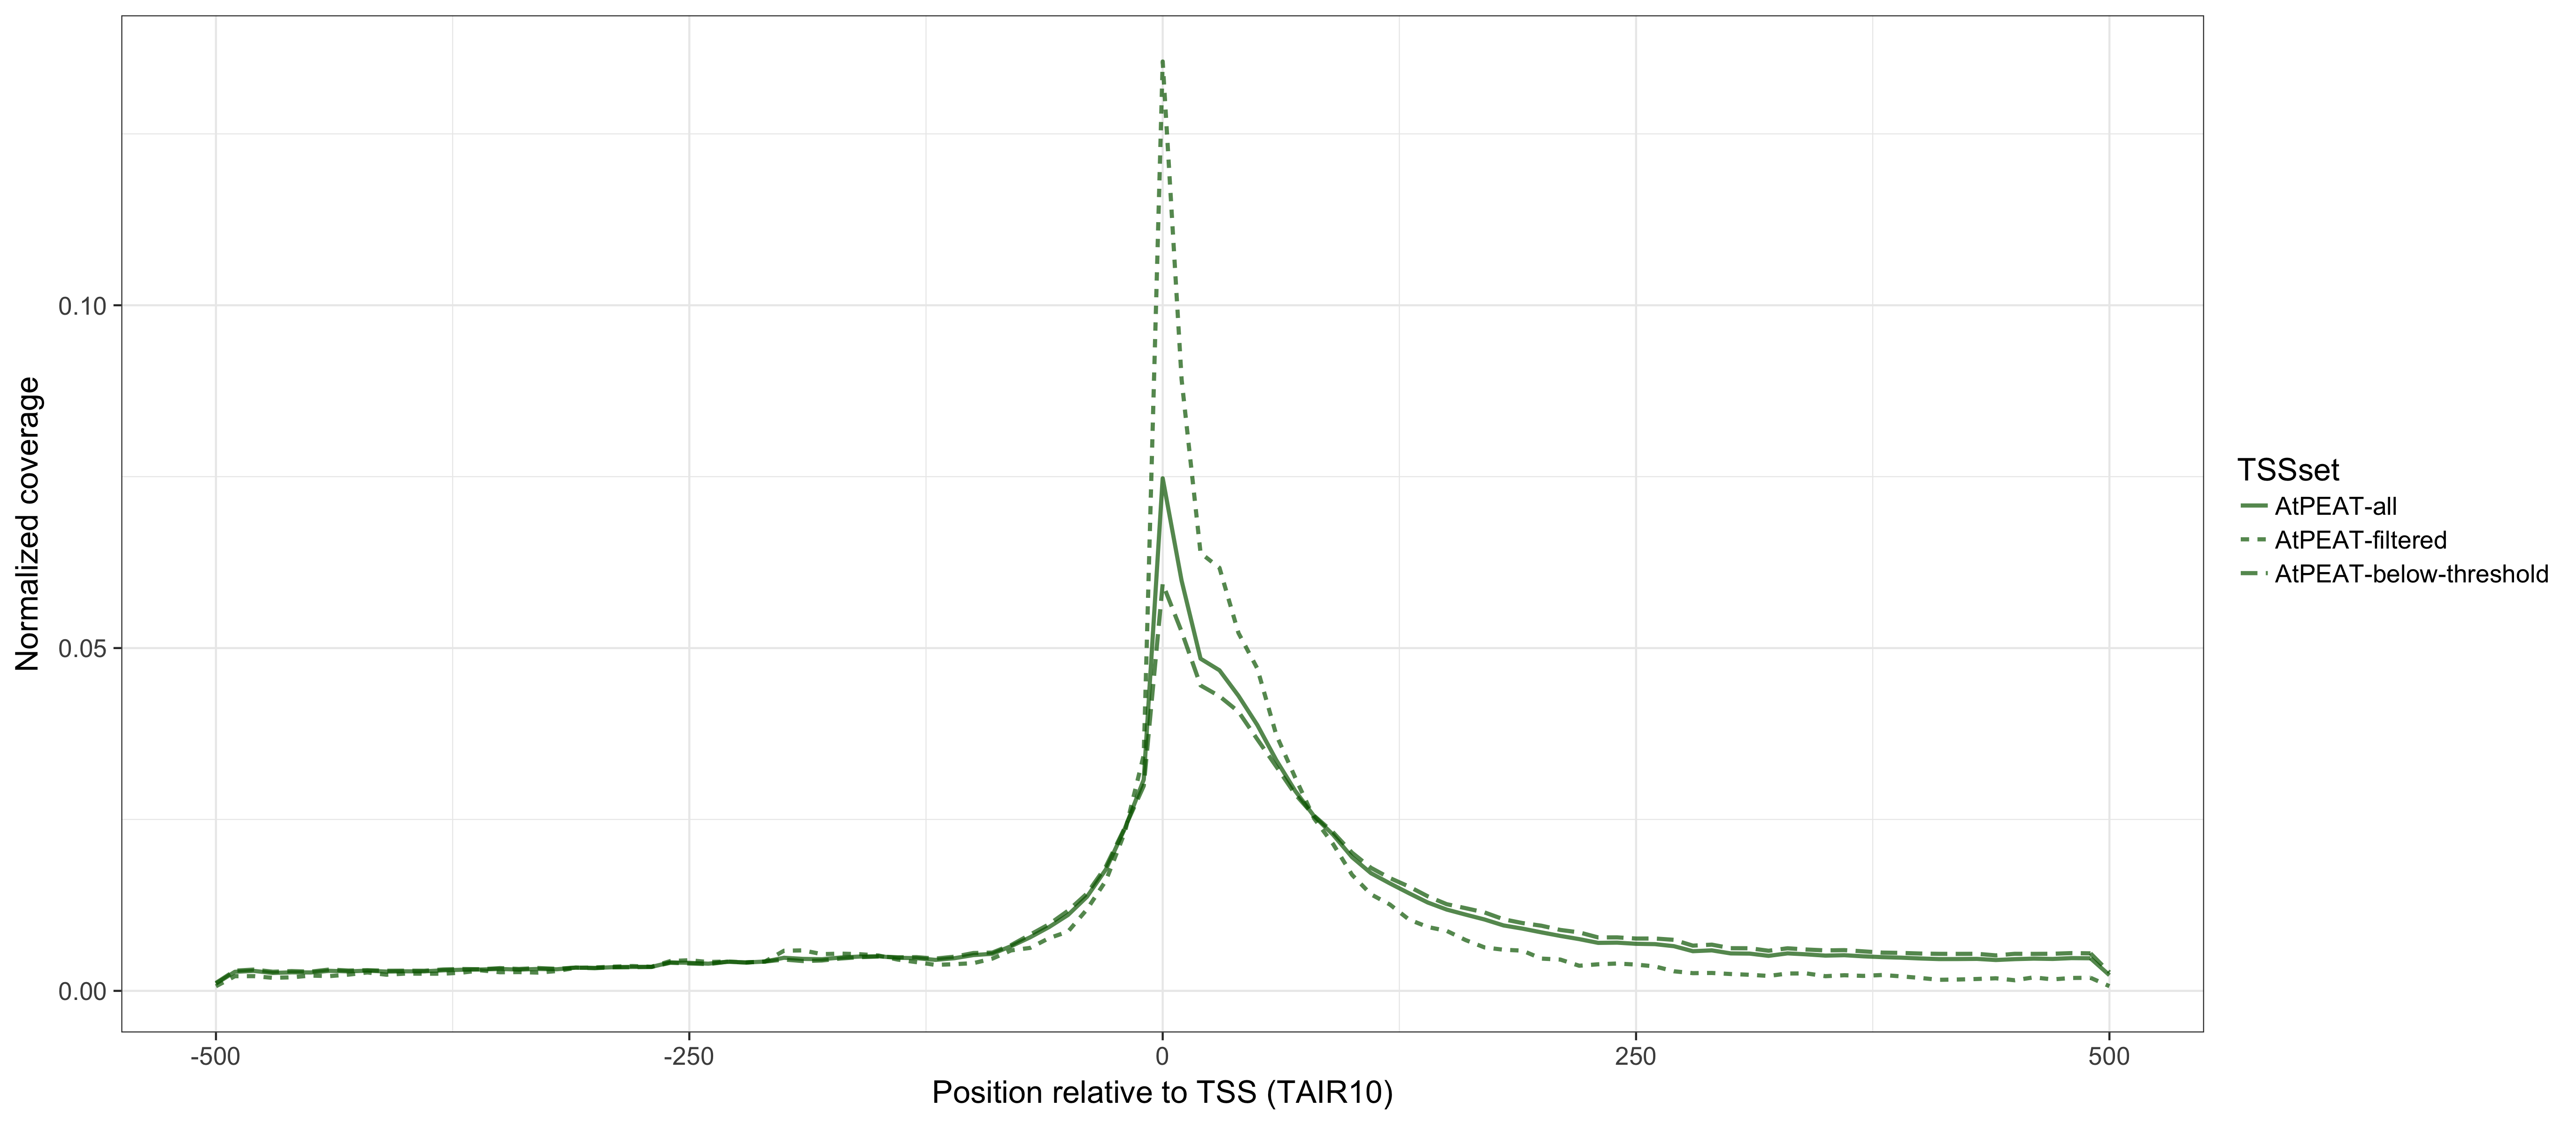 Normalized coverage
0.10
0.05
0.00
-500
-250
0
250
500
Position relative to TSS (TAIR10)
TSSset
AtPEAT-all
AtPEAT-filtered
AtPEAT-below-threshold